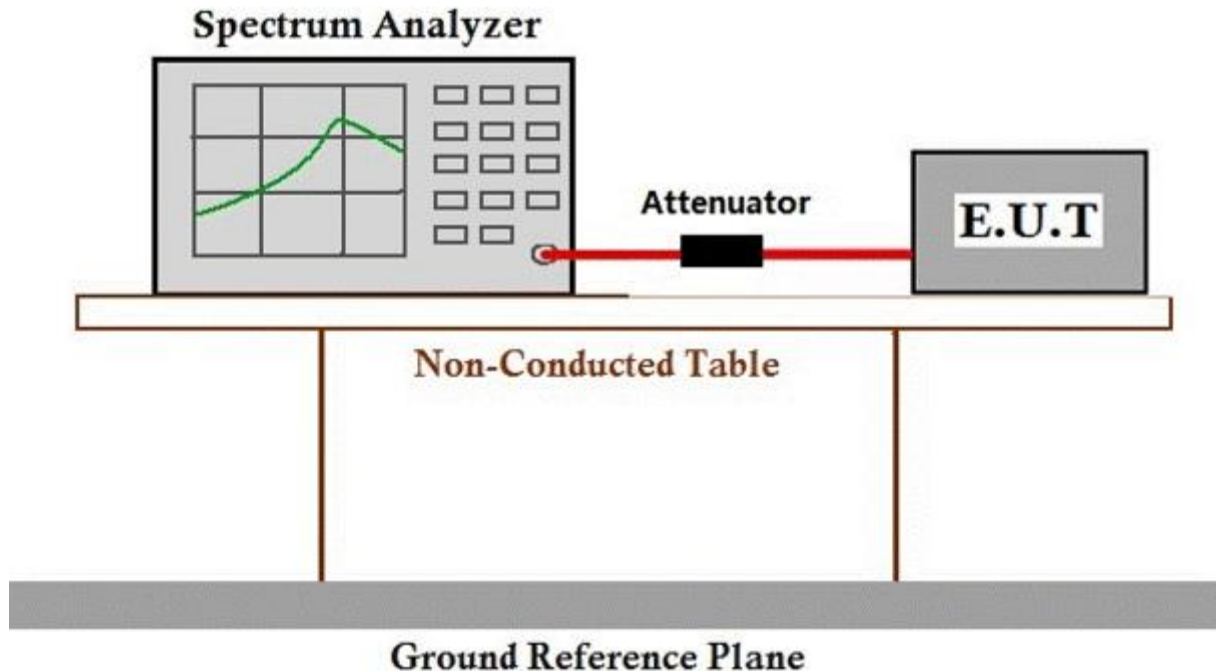 Spectrum Analyzer
Attenuator
E.U.T
Non-Conducted Table
Ground Reference Plane